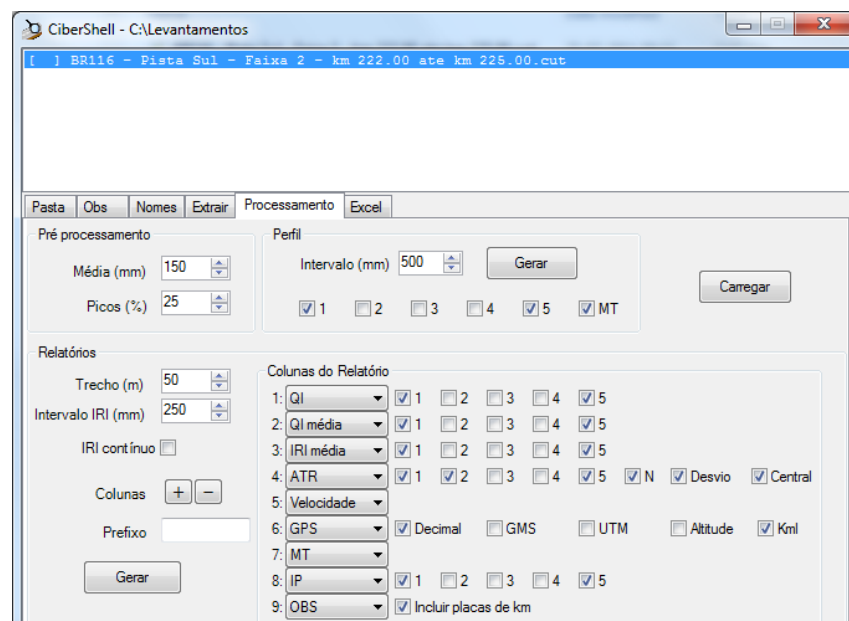 CiberShell - C:\Levantamentos
[ ] BR116 - Pista Sul - Faixa 2 - km 222.00 ate km 225.00.cut
Pasta Obs Nomes Extrair Processamento Excel
Pré processamento
Média (mm) 150
Picos (%) 25
Perfil
Intervalo (mm) 500 Gerar
1 2 3 4 5 MT
Carregar
Relatórios
Trecho (m) 50
Intervalo IRI (mm) 250
IRI contínuo
Colunas + -
Prefixo
Gerar
Colunas do Relatório
1: QI 1 2 3 4 5
2: QI média 1 2 3 4 5
3: IRI média 1 2 3 4 5
4: ATR 1 2 3 4 5 N Desvio Central
5: Velocidade
6: GPS Decimal GMS UTM Altitude Kml
7: MT
8: IP 1 2 3 4 5
9: OBS Incluir placas de km